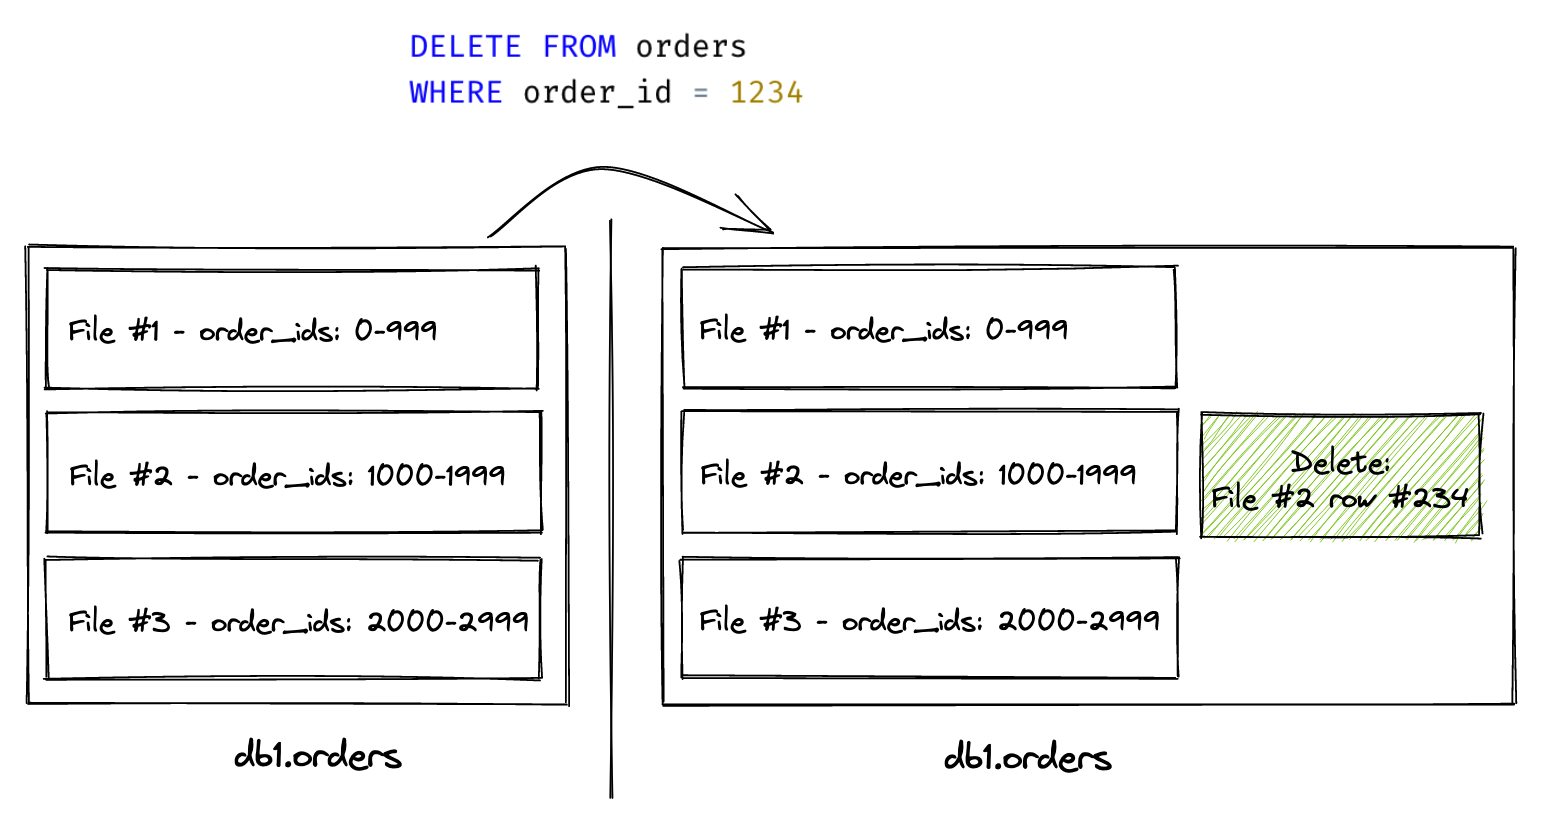 DELETE FROM orders
WHERE order_id = 1234
File #1 - order_ids: 0-999
File #2 - order_ids: 1000-1999
File #3 - order_ids: 2000-2999
db1.orders
File #1 - order_ids: 0-999
File #2 - order_ids: 1000-1999
Delete:
File #2 row #234
File #3 - order_ids: 2000-2999
db1.orders